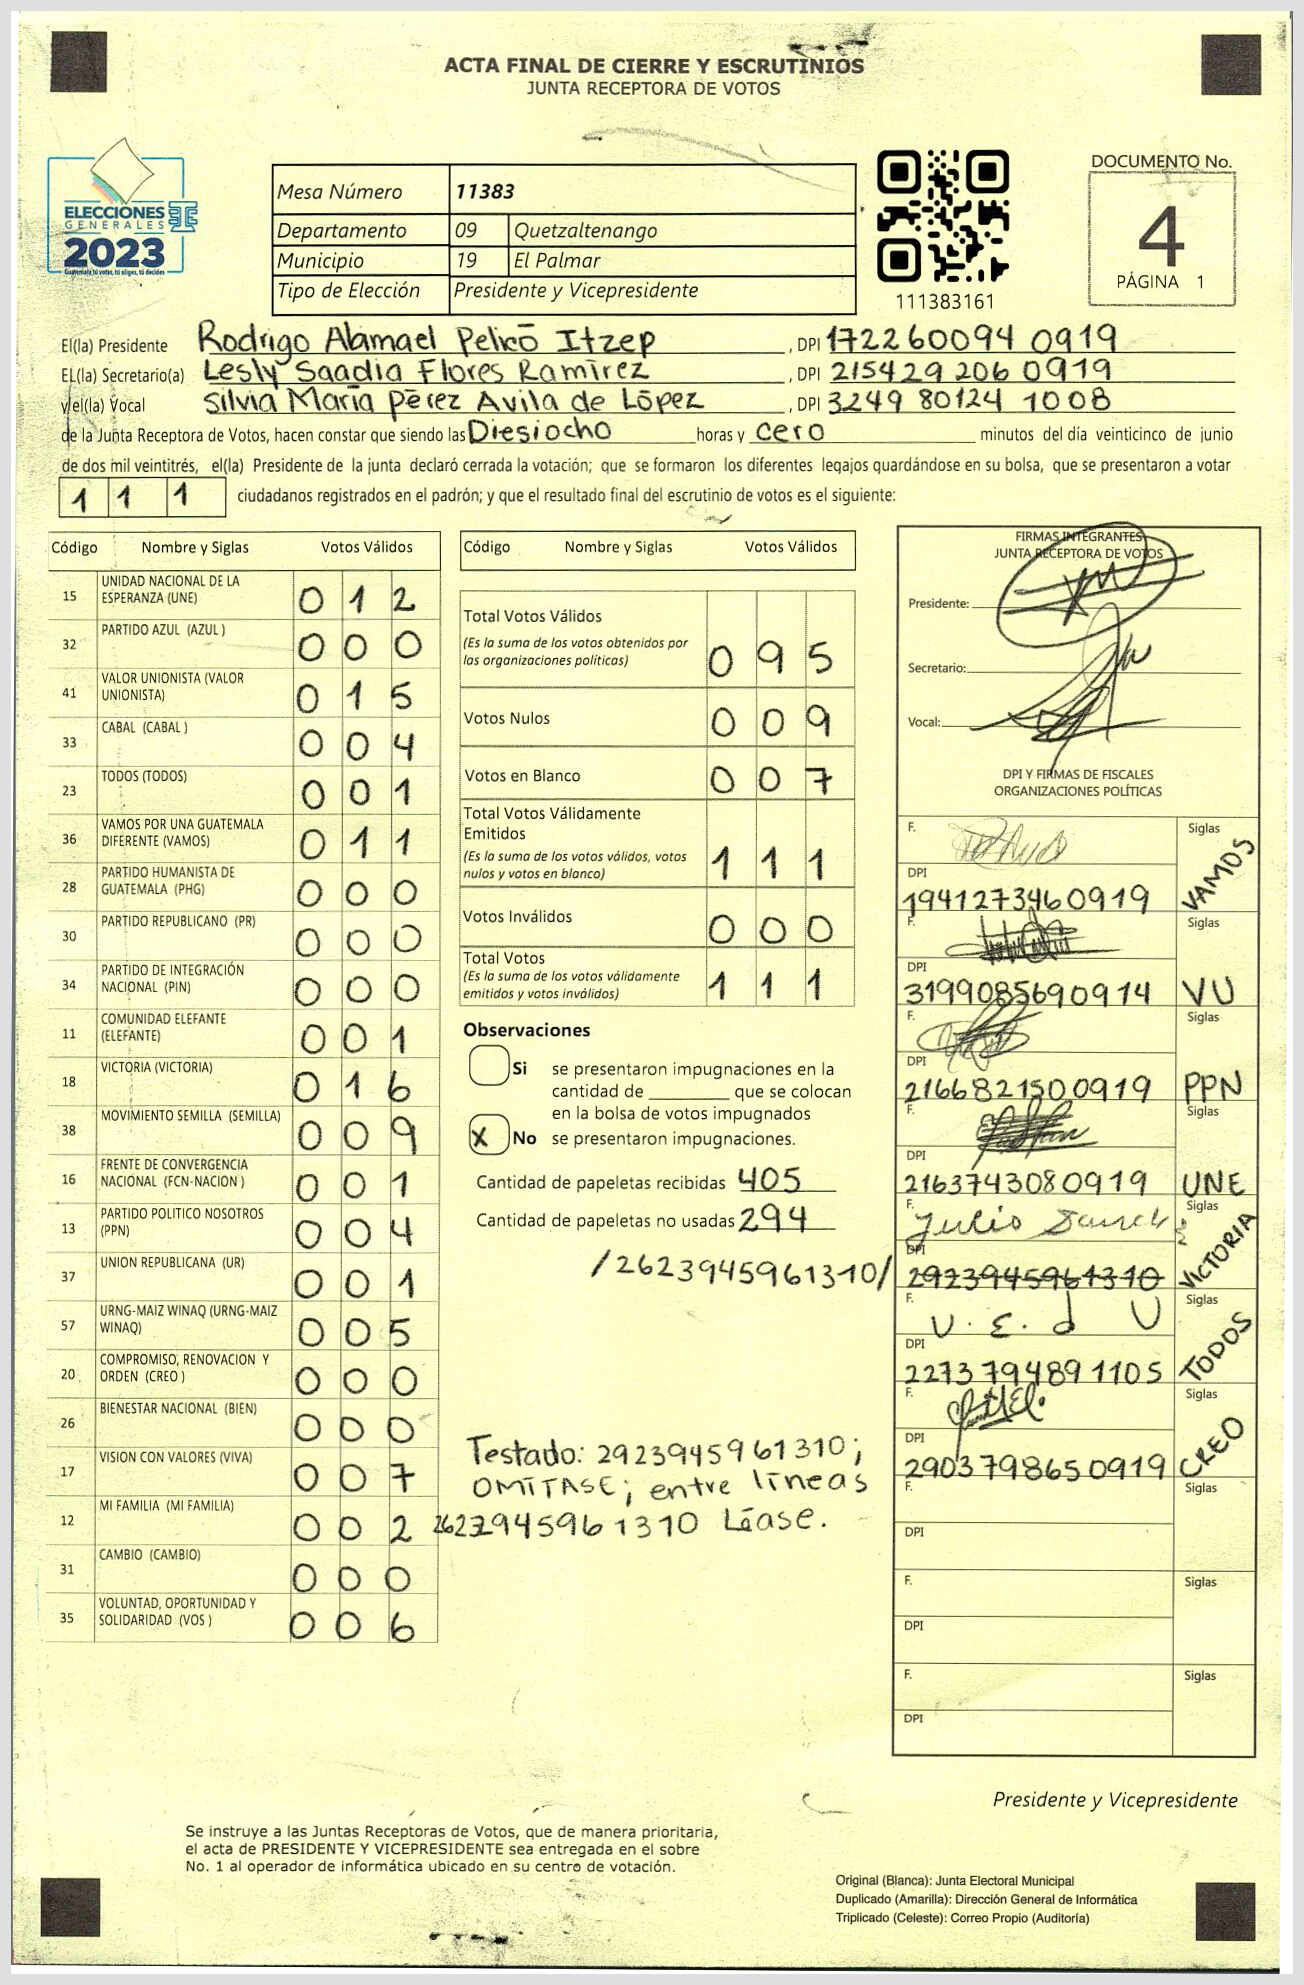 ACTA FINAL DE CIERRE Y ESCRUTINIOS
JUNTA RECEPTORA DE VOTOS
ELECCIONES
GENERALES
2023
Guatemala tú votas, tú eliges, tú decides
Mesa Número 11383
Departamento 09 Quetzaltenango
Municipio 19 El Palmar
Tipo de Elección Presidente y Vicepresidente
111383161
DOCUMENTO No.
4
PÁGINA 1
El(la) Presidente Rodrigo Abmael Pelicó Itzep, DPI 172260094 0919
EL(la) Secretario(a) Lesly Saadia Flores Ramírez, DPI 215429206 0919
y el(la) Vocal Silvia María Pérez Avila de López, DPI 3249 80124 1008
de la Junta Receptora de Votos, hacen constar que siendo las Diesiocho horas y cero minutos del día veinticinco de junio
de dos mil veintitrés, el(la) Presidente de la junta declaró cerrada la votación; que se formaron los diferentes legajos guardándose en su bolsa, que se presentaron a votar
1 1 1 ciudadanos registrados en el padrón; y que el resultado final del escrutinio de votos es el siguiente:
Código Nombre y Siglas Votos Válidos
15 UNIDAD NACIONAL DE LA ESPERANZA (UNE) 0 1 2
32 PARTIDO AZUL (AZUL ) 0 0 0
41 VALOR UNIONISTA (VALOR UNIONISTA) 0 1 5
33 CABAL (CABAL ) 0 0 4
23 TODOS (TODOS) 0 0 1
36 VAMOS POR UNA GUATEMALA DIFERENTE (VAMOS) 0 1 1
28 PARTIDO HUMANISTA DE GUATEMALA (PHG) 0 0 0
30 PARTIDO REPUBLICANO (PR) 0 0 0
34 PARTIDO DE INTEGRACIÓN NACIONAL (PIN) 0 0 0
11 COMUNIDAD ELEFANTE (ELEFANTE) 0 0 1
18 VICTORIA (VICTORIA) 0 1 6
38 MOVIMIENTO SEMILLA (SEMILLA) 0 0 9
16 FRENTE DE CONVERGENCIA NACIONAL (FCN-NACION ) 0 0 1
13 PARTIDO POLITICO NOSOTROS (PPN) 0 0 4
37 UNION REPUBLICANA (UR) 0 0 1
57 URNG-MAIZ WINAQ (URNG-MAIZ WINAQ) 0 0 5
20 COMPROMISO, RENOVACION Y ORDEN (CREO ) 0 0 0
26 BIENESTAR NACIONAL (BIEN) 0 0 0
17 VISION CON VALORES (VIVA) 0 0 7
12 MI FAMILIA (MI FAMILIA) 0 0 2
31 CAMBIO (CAMBIO) 0 0 0
35 VOLUNTAD, OPORTUNIDAD Y SOLIDARIDAD (VOS ) 0 0 6
Código Nombre y Siglas Votos Válidos
Total Votos Válidos 0 9 5
(Es la suma de los votos obtenidos por
las organizaciones políticas)
Votos Nulos 0 0 9
Votos en Blanco 0 0 7
Total Votos Válidamente
Emitidos 1 1 1
(Es la suma de los votos válidos, votos
nulos y votos en blanco)
Votos Inválidos 0 0 0
Total Votos 1 1 1
(Es la suma de los votos válidamente
emitidos y votos inválidos)
Observaciones
Si se presentaron impugnaciones en la
cantidad de ________ que se colocan
en la bolsa de votos impugnados
X No se presentaron impugnaciones.
Cantidad de papeletas recibidas 405
Cantidad de papeletas no usadas 294
/2623945961310/
Testado: 2923945961310;
OMÍTASE; entre líneas
2623945961310 Léase.
FIRMAS INTEGRANTES
JUNTA RECEPTORA DE VOTOS
Presidente:
Secretario:
Vocal:
DPI Y FIRMAS DE FISCALES
ORGANIZACIONES POLÍTICAS
F. Siglas
DPI 1941273460919 VAMOS
F. Siglas
DPI 3199085690914 VU
F. Siglas
DPI 2166821500919 PPN
F. Siglas
DPI 2163743080919 UNE
F. Julio Siglas
DPI 2923945961310 VICTORIA
F. V. E. d U Siglas
DPI 2273794891105 TODOS
F. Siglas
DPI 2903798650919 CREO
F. Siglas
DPI
F. Siglas
DPI
F. Siglas
DPI
Presidente y Vicepresidente
Se instruye a las Juntas Receptoras de Votos, que de manera prioritaria,
el acta de PRESIDENTE Y VICEPRESIDENTE sea entregada en el sobre
No. 1 al operador de informática ubicado en su centro de votación.
Original (Blanca): Junta Electoral Municipal
Duplicado (Amarilla): Dirección General de Informática
Triplicado (Celeste): Correo Propio (Auditoría)